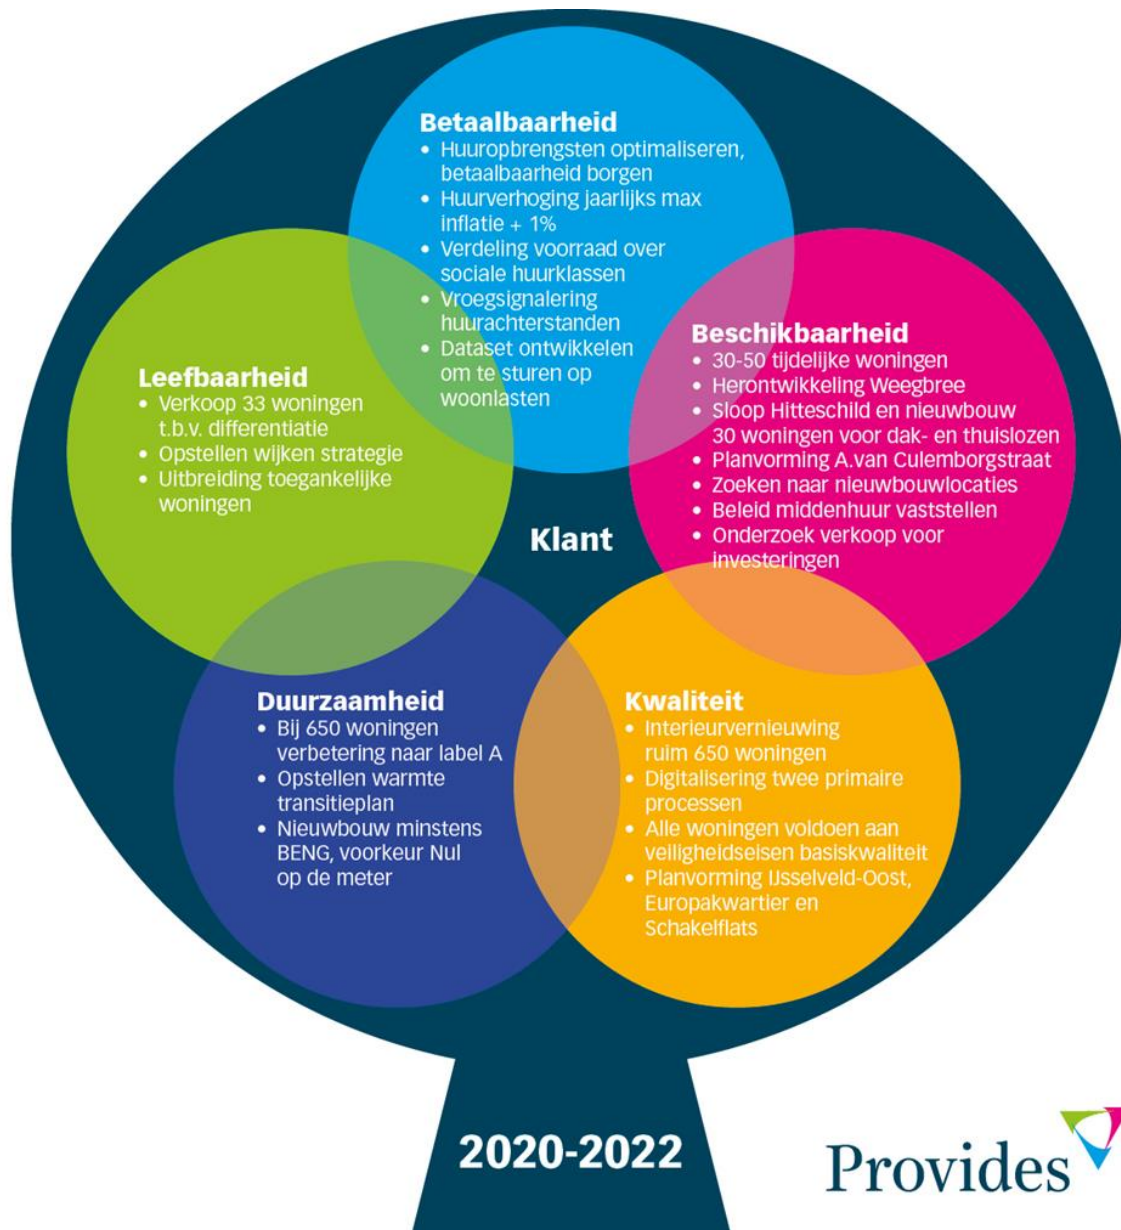 Betaalbaarheid
• Huuropbrengsten optimaliseren,
betaalbaarheid borgen
• Huurverhoging jaarlijks max
inflatie + 1%
• Verdeling voorraad over
sociale huurklassen
• Vroegsignalering
huurachterstanden
• Dataset ontwikkelen
om te sturen op
woonlasten
Beschikbaarheid
• 30-50 tijdelijke woningen
• Herontwikkeling Weegbree
• Sloop Hitteschild en nieuwbouw
30 woningen voor dak- en thuislozen
• Planvorming A.van Culemborgstraat
• Zoeken naar nieuwbouwlocaties
• Beleid middenhuur vaststellen
• Onderzoek verkoop voor
investeringen
Leefbaarheid
• Verkoop 33 woningen
t.b.v. differentiatie
• Opstellen wijken strategie
• Uitbreiding toegankelijke
woningen
Klant
Duurzaamheid
• Bij 650 woningen
verbetering naar label A
• Opstellen warmte
transitieplan
• Nieuwbouw minstens
BENG, voorkeur Nul
op de meter
Kwaliteit
• Interieurvernieuwing
ruim 650 woningen
• Digitalisering twee primaire
processen
• Alle woningen voldoen aan
veiligheidseisen basiskwaliteit
• Planvorming IJsselveld-Oost,
Europakwartier en
Schakelflats
2020-2022
Provides